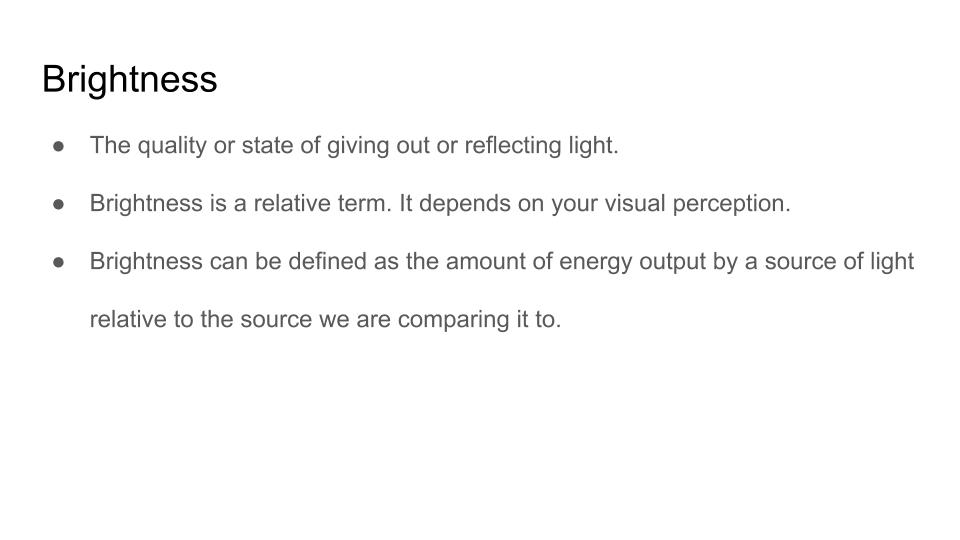 Brightness
● The quality or state of giving out or reflecting light.
● Brightness is a relative term. It depends on your visual perception.
● Brightness can be defined as the amount of energy output by a source of light
relative to the source we are comparing it to.